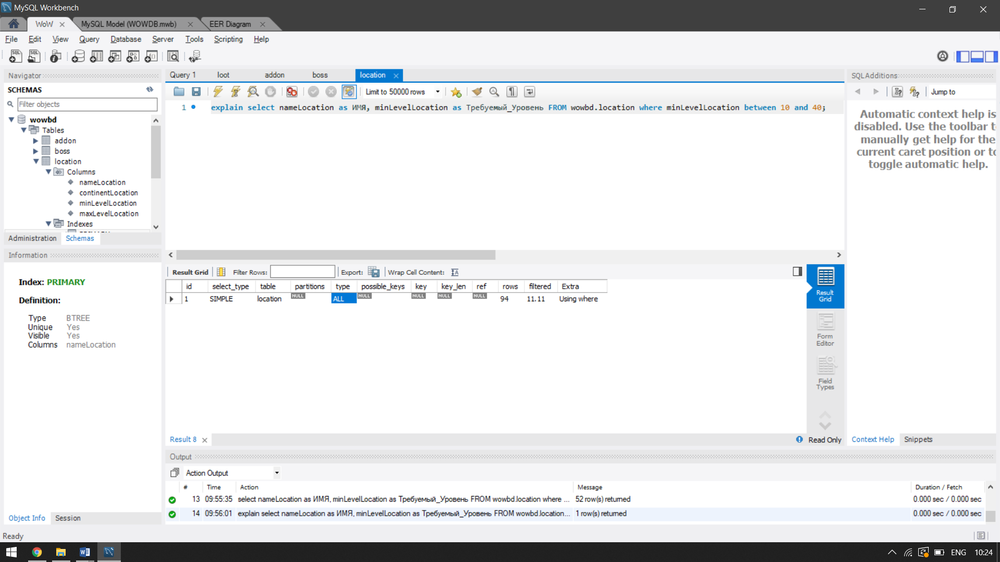 MySQL Workbench
WoW
MySQL Model (WOWDB.mwb)
EER Diagram
File Edit View Query Database Server Tools Scripting Help
Navigator
SCHEMAS
Filter objects
wowbd
Tables
addon
boss
location
Columns
nameLocation
continentLocation
minLevelLocation
maxLevelLocation
Indexes
Administration Schemas
Information
Index: PRIMARY
Definition:
Type BTREE
Unique Yes
Visible Yes
Columns nameLocation
Object Info Session
Query 1 loot addon boss location
Limit to 50000 rows
1 explain select nameLocation as ИМЯ, minLevelLocation as Требуемый_Уровень FROM wowbd.location where minLevelLocation between 10 and 40;
Result Grid Filter Rows: Export: Wrap Cell Content:
id select_type table partitions type possible_keys key key_len ref rows filtered Extra
1 SIMPLE location NULL ALL NULL NULL NULL NULL 94 11.11 Using where
Result Grid
Form Editor
Field Types
Result 8
Read Only
SQLAdditions
Jump to
Automatic context help is
disabled. Use the toolbar
manually get help for the
current caret position or
toggle automatic help.
Context Help Snippets
Output
Action Output
# Time Action Message Duration / Fetch
13 09:55:35 select nameLocation as ИМЯ, minLevelLocation as Требуемый_Уровень FROM wowbd.location where ... 52 row(s) returned 0.000 sec / 0.000 sec
14 09:56:01 explain select nameLocation as ИМЯ, minLevelLocation as Требуемый_Уровень FROM wowbd.location... 1 row(s) returned 0.000 sec / 0.000 sec
Ready
ENG 10:24